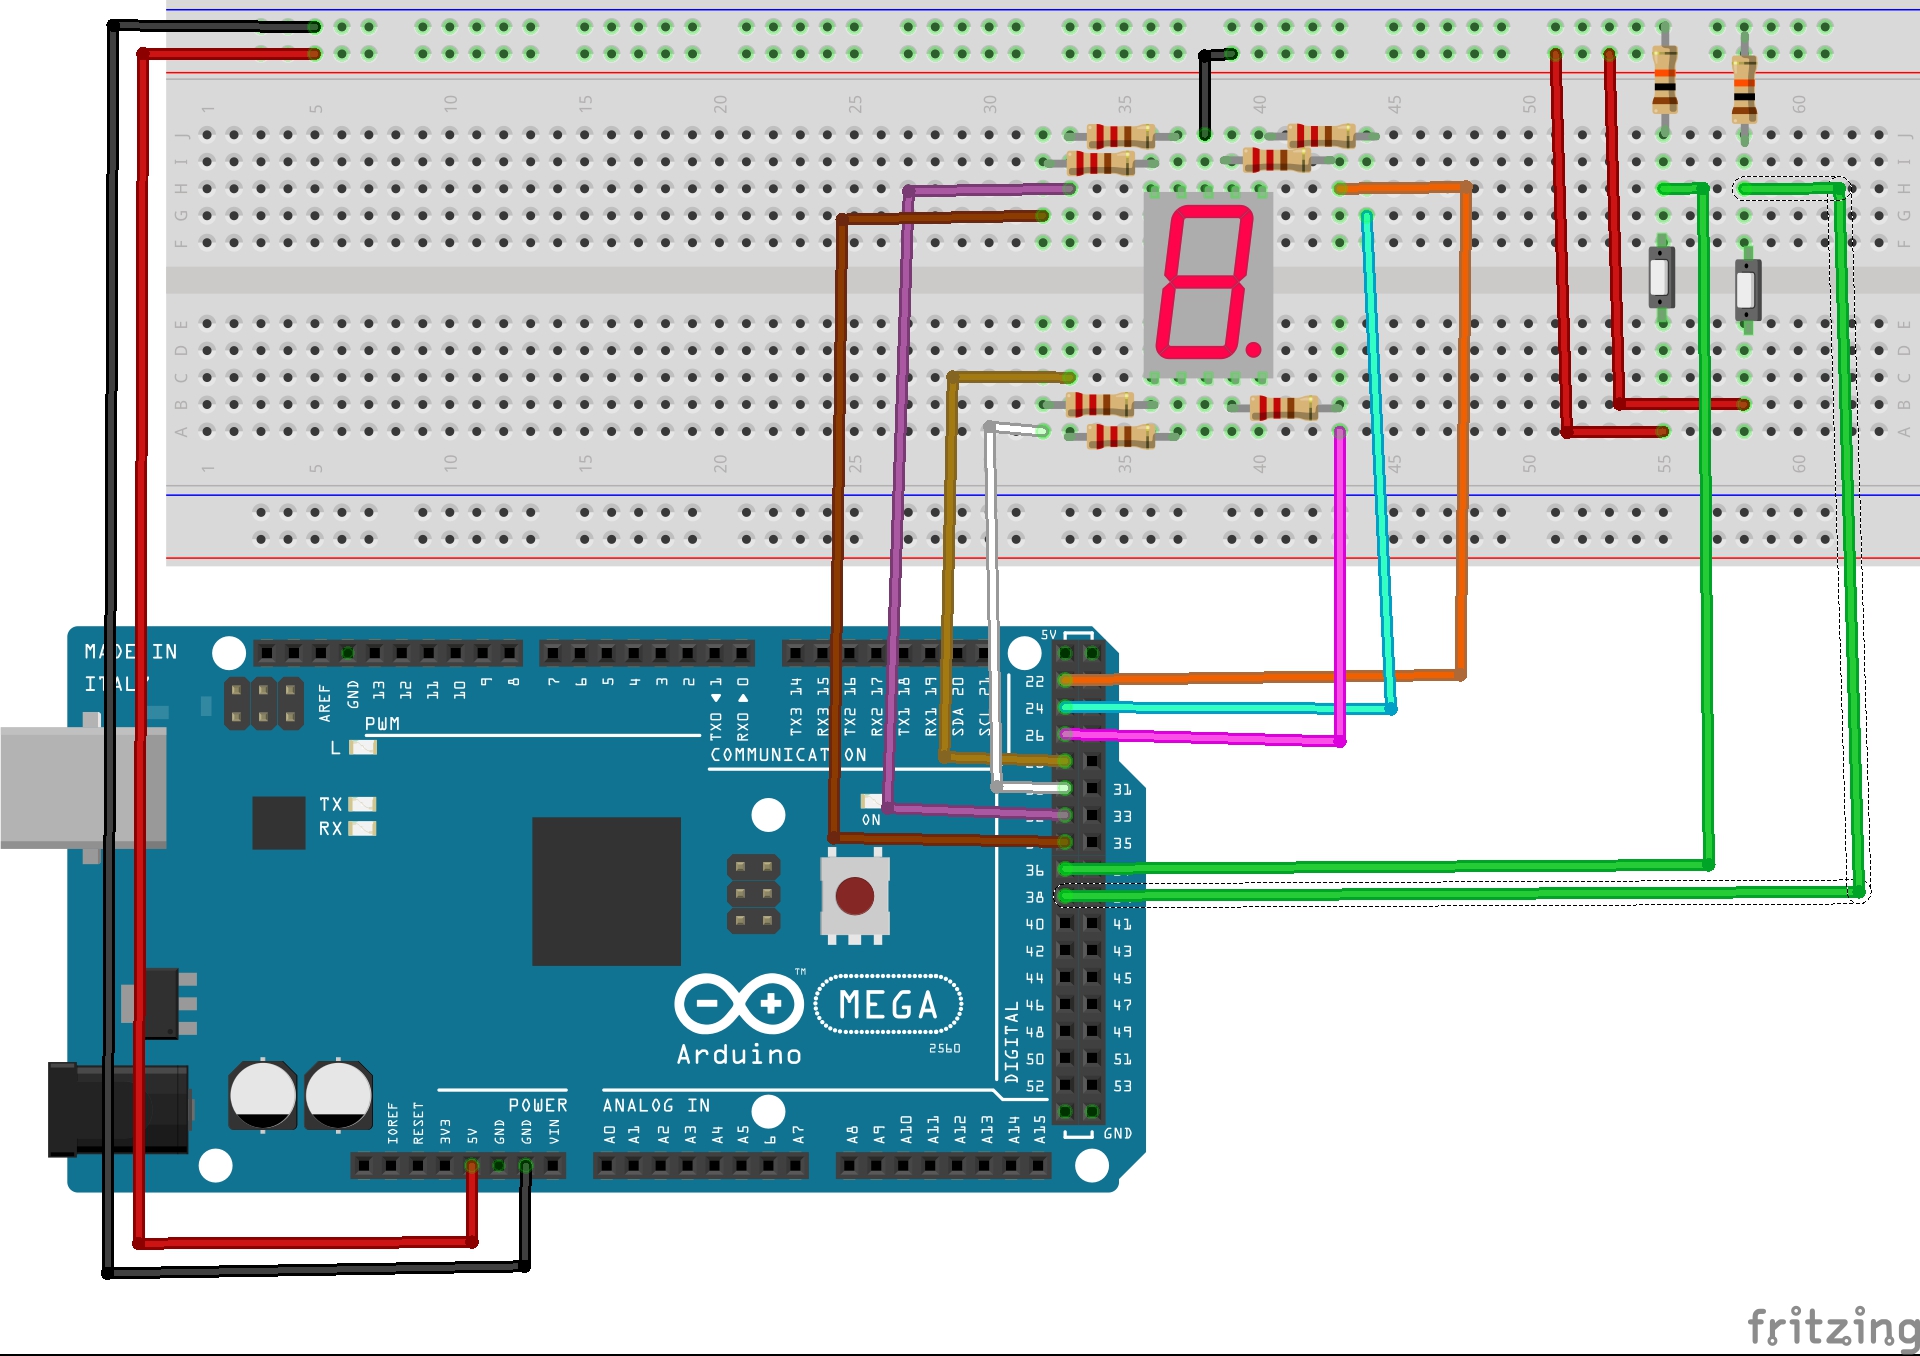 1 5 10 15 20 25 30 35 40 45 50 55 60
J J
I I
H H
G G
F F
E E
D D
C C
B B
A A
1 5 10 15 20 25 30 35 40 45 50 55 60
MADE IN
ITALY
AREF GND 13 12 11 10 9 8
7 6 5 4 3 2 TX0 1 RX0 0
TX3 14 RX3 15 TX2 16 RX2 17 TX1 18 RX1 19 SDA 20 SCL 21
PWM
L
COMMUNICATION
TX
RX
ON
5V
22
24
26
31
33
35
36
38
40 41
42 43
44 45
46 47
48 49
50 51
52 53
DIGITAL
GND
TM
MEGA
Arduino
2560
POWER
ANALOG IN
IOREF RESET 3V3 5V GND GND VIN
A0 A1 A2 A3 A4 A5 A7
A8 A9 A10 A11 A12 A13 A14 A15
fritzing